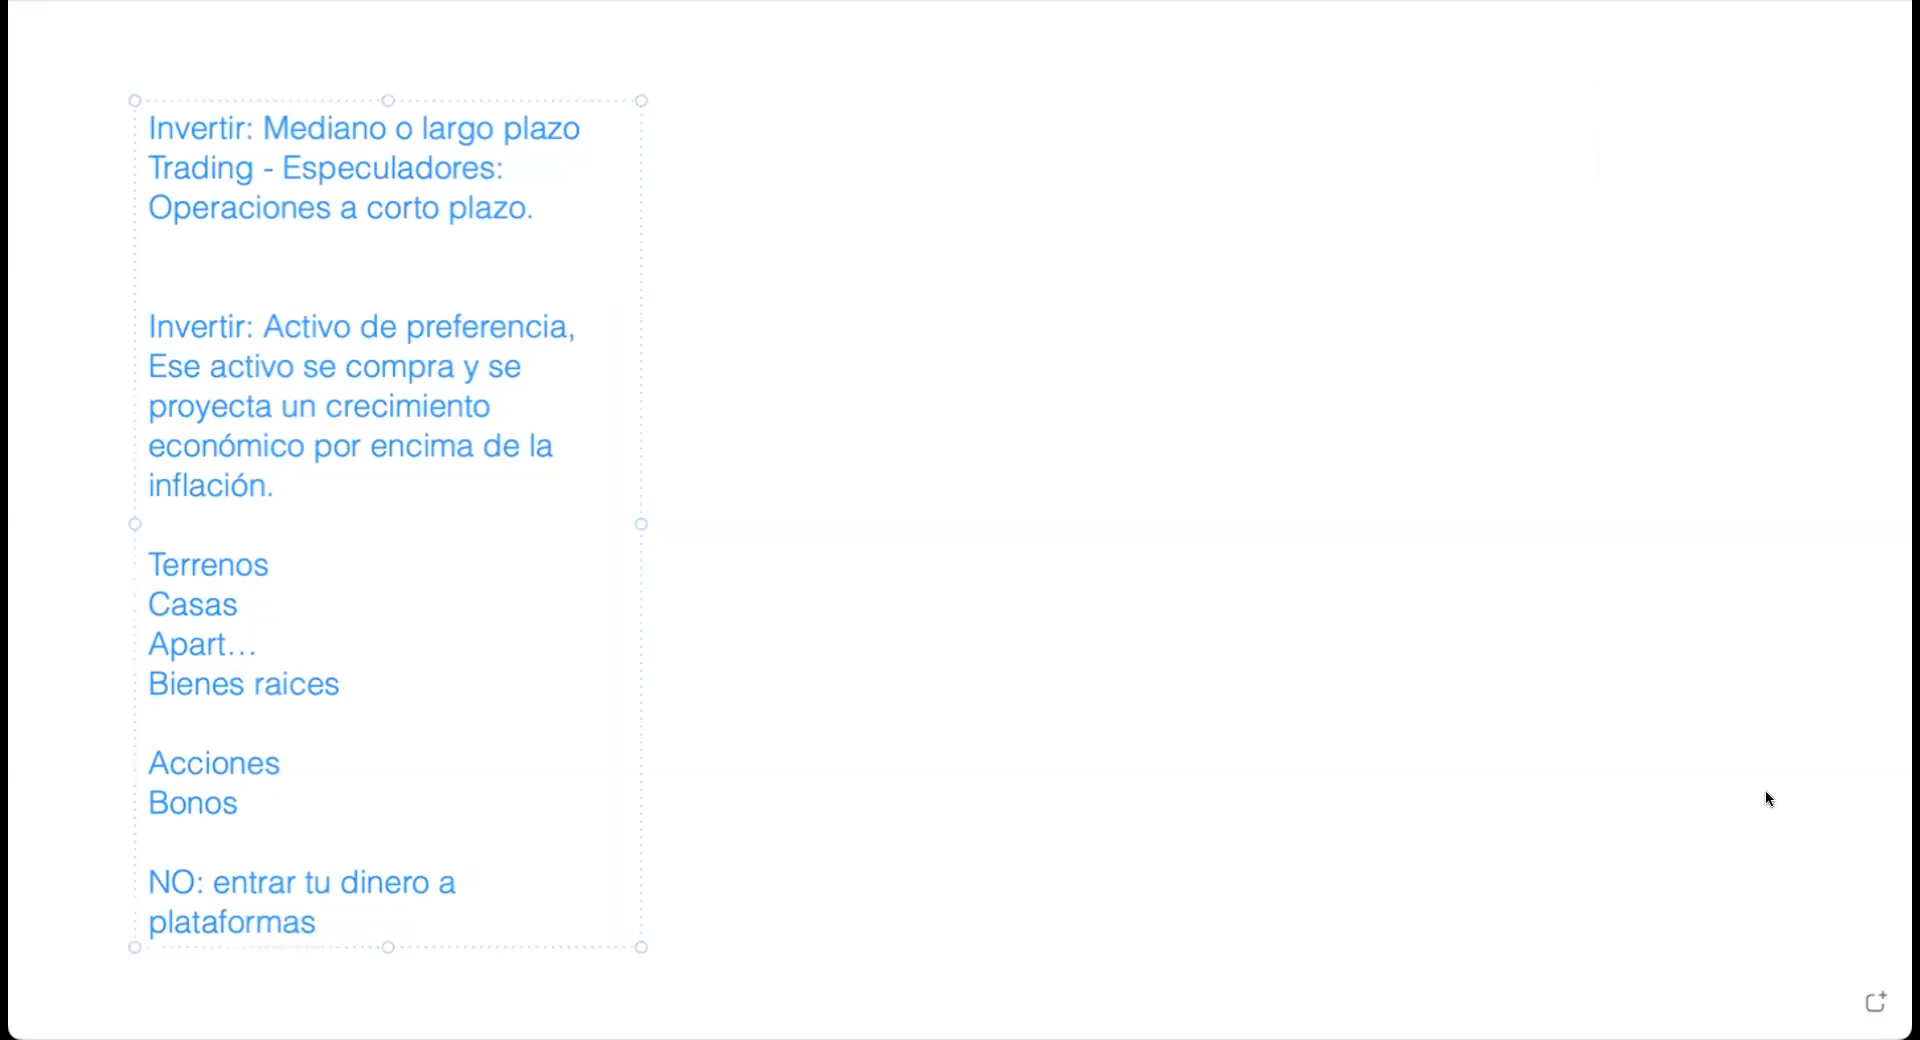 Invertir: Mediano o largo plazo
Trading - Especuladores:
Operaciones a corto plazo.
Invertir: Activo de preferencia,
Ese activo se compra y se
proyecta un crecimiento
económico por encima de la
inflación.
Terrenos
Casas
Apart…
Bienes raices
Acciones
Bonos
NO: entrar tu dinero a
plataformas